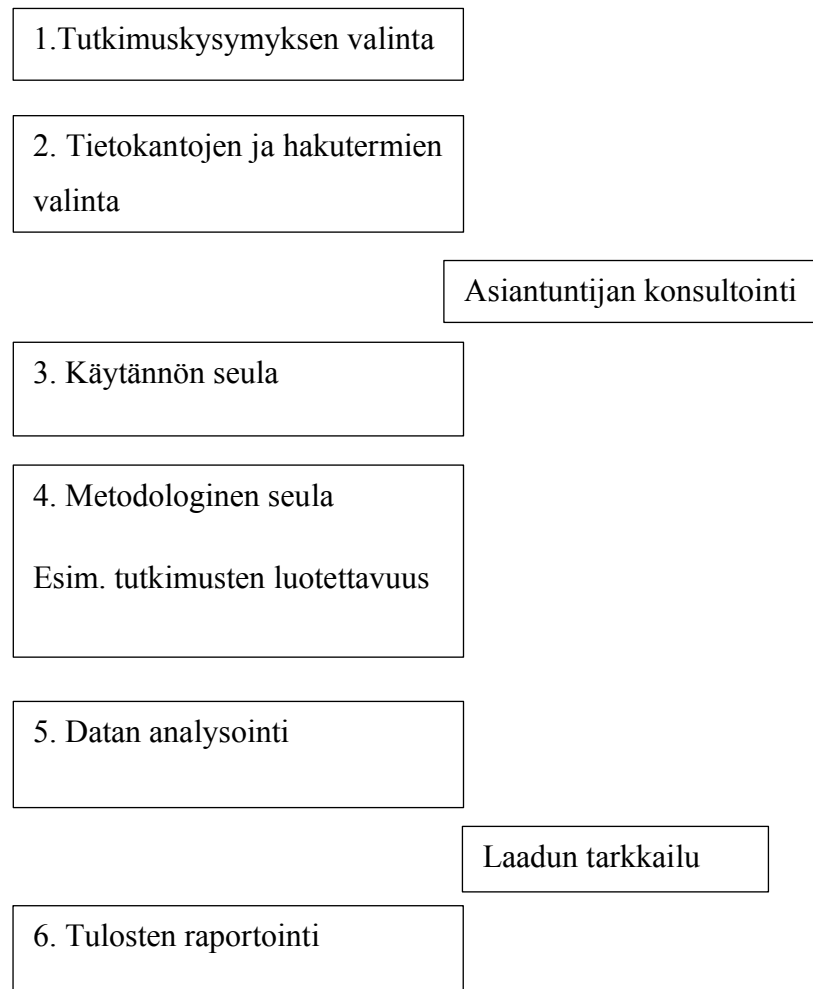 1.Tutkimuskysymyksen valinta
2. Tietokantojen ja hakutermien
valinta
Asiantuntijan konsultointi
3. Käytännön seula
4. Metodologinen seula
Esim. tutkimusten luotettavuus
5. Datan analysointi
Laadun tarkkailu
6. Tulosten raportointi